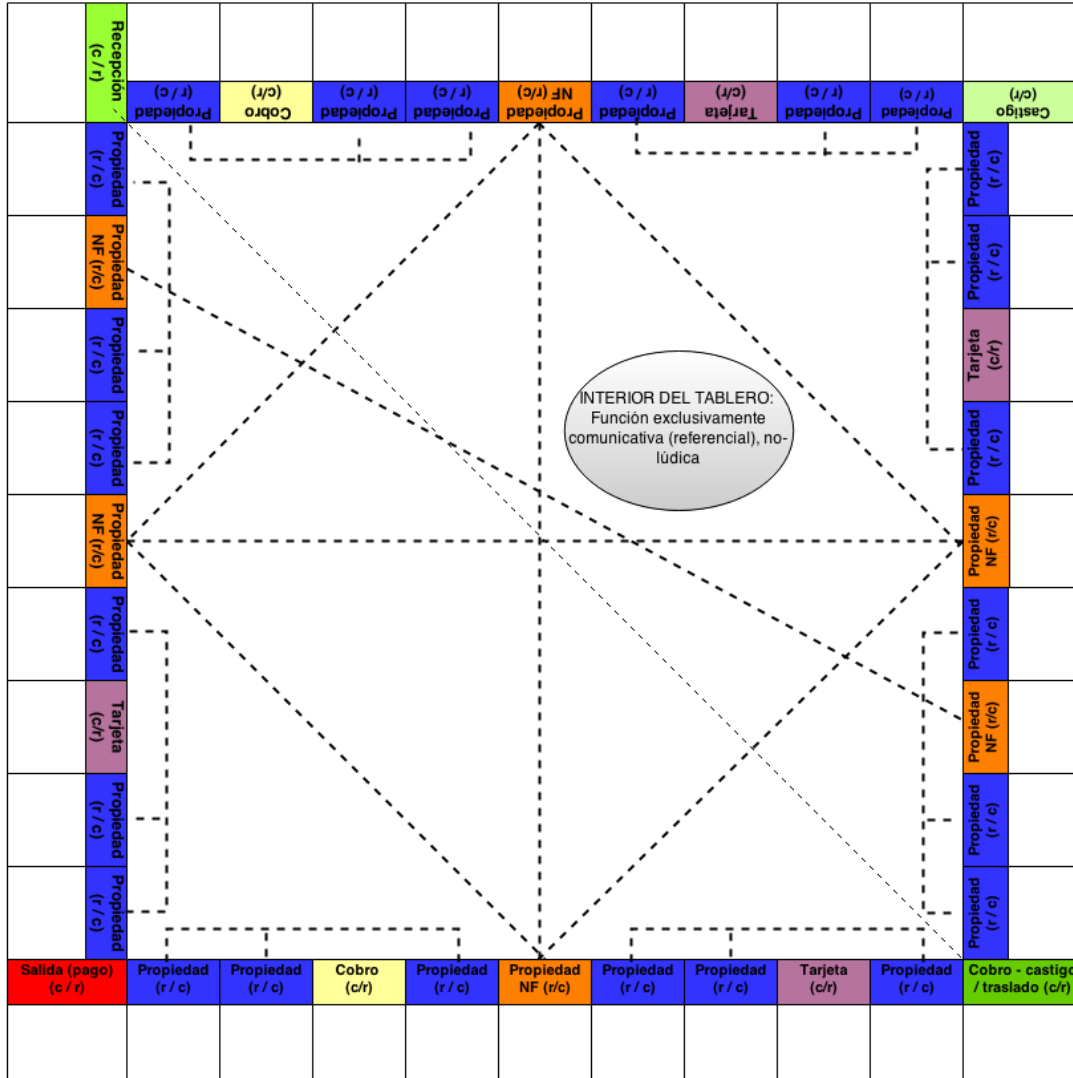 Recepción
(c / r)
Propiedad
(r / c)
Cobro
(c/r)
Propiedad
(r / c)
Propiedad
(r / c)
Propiedad
NF (r/c)
Propiedad
(r / c)
Tarjeta
(c/r)
Propiedad
(r / c)
Propiedad
(r / c)
Castigo
(c/r)
Propiedad
(r / c)
Propiedad
NF (r/c)
Propiedad
(r / c)
Propiedad
(r / c)
Propiedad
NF (r/c)
Propiedad
(r / c)
Tarjeta
(c/r)
Propiedad
(r / c)
Propiedad
(r / c)
INTERIOR DEL TABLERO:
Función exclusivamente
comunicativa (referencial), no-
lúdica
Propiedad
(r / c)
Propiedad
(r / c)
Tarjeta
(c/r)
Propiedad
(r / c)
Propiedad
NF (r/c)
Propiedad
(r / c)
Propiedad
NF (r/c)
Propiedad
(r / c)
Propiedad
(r / c)
Salida (pago)
(c / r)
Propiedad
(r / c)
Propiedad
(r / c)
Cobro
(c/r)
Propiedad
(r / c)
Propiedad
NF (r/c)
Propiedad
(r / c)
Propiedad
(r / c)
Tarjeta
(c/r)
Propiedad
(r / c)
Cobro - castigo
/ traslado (c/r)